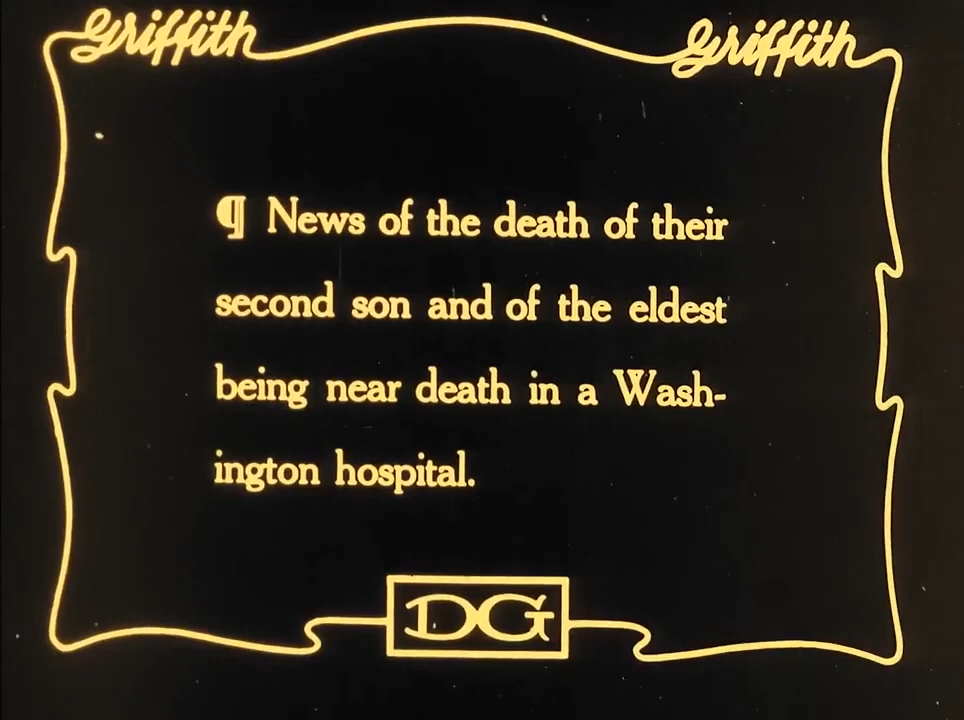 Griffith Griffith
¶ News of the death of their
second son and of the eldest
being near death in a Wash-
ington hospital.
DG